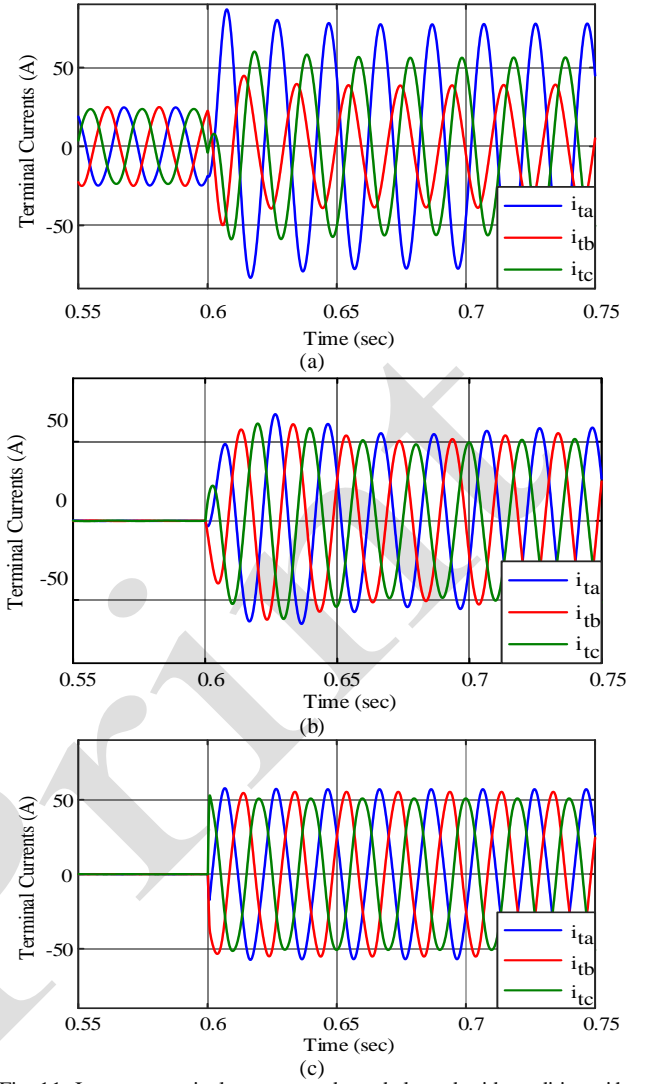 Terminal Currents (A)
50
0
-50
i_ta
i_tb
i_tc
0.55 0.6 0.65 0.7 0.75
Time (sec)
(a)
Terminal Currents (A)
50
0
-50
i_ta
i_tb
i_tc
0.55 0.6 0.65 0.7 0.75
Time (sec)
(b)
Terminal Currents (A)
50
0
-50
i_ta
i_tb
i_tc
0.55 0.6 0.65 0.7 0.75
Time (sec)
(c)
Print